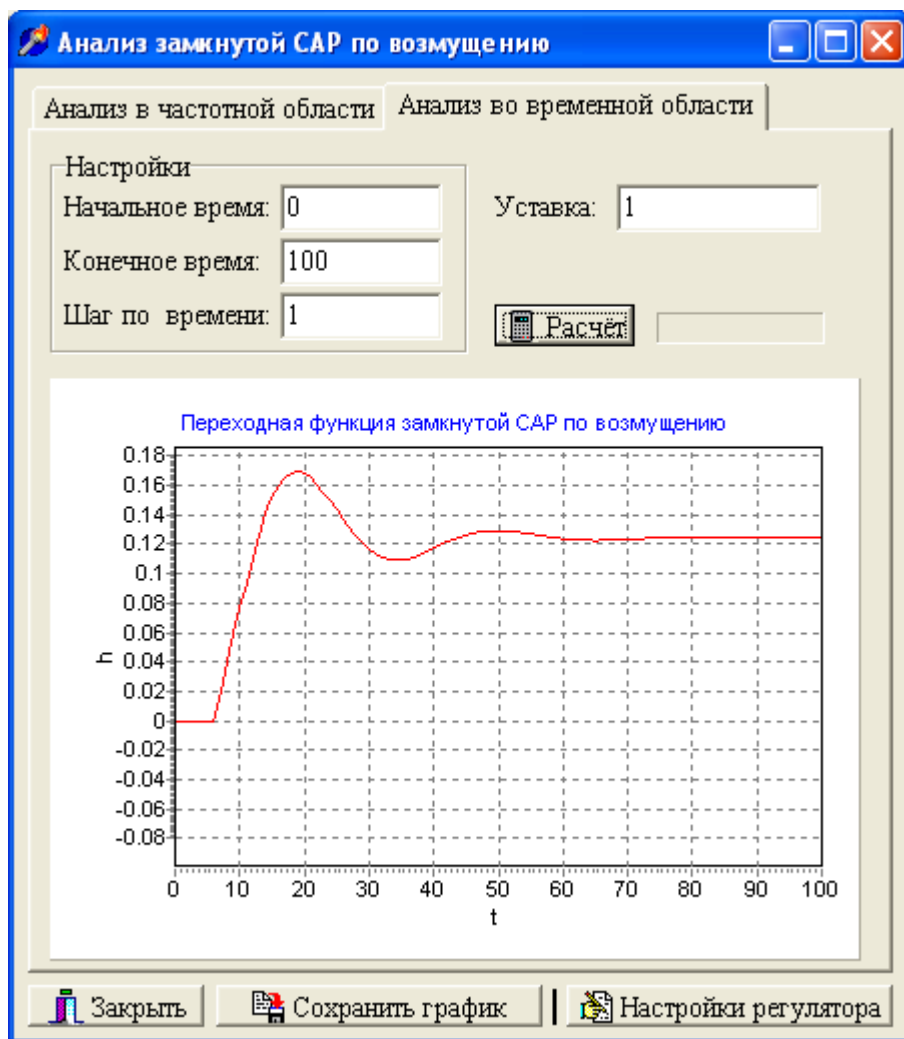 Анализ замкнутой САР по возмущению
Анализ в частотной области Анализ во временной области
Настройки
Начальное время: 0 Уставка: 1
Конечное время: 100
Шаг по времени: 1 Расчёт
Переходная функция замкнутой САР по возмущению
0.18
0.16
0.14
0.12
0.1
0.08
0.06
h 0.04
0.02
0
-0.02
-0.04
-0.06
-0.08
0 10 20 30 40 50 60 70 80 90 100
t
Закрыть Сохранить график Настройки регулятора